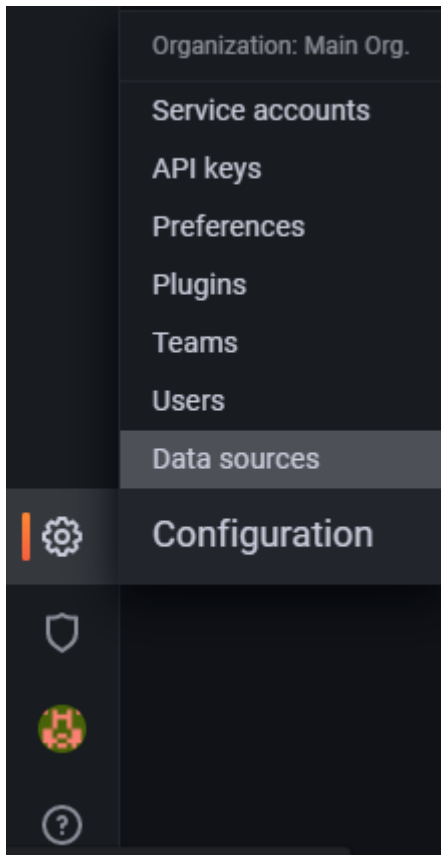 Organization: Main Org.
Service accounts
API keys
Preferences
Plugins
Teams
Users
Data sources
Configuration
?